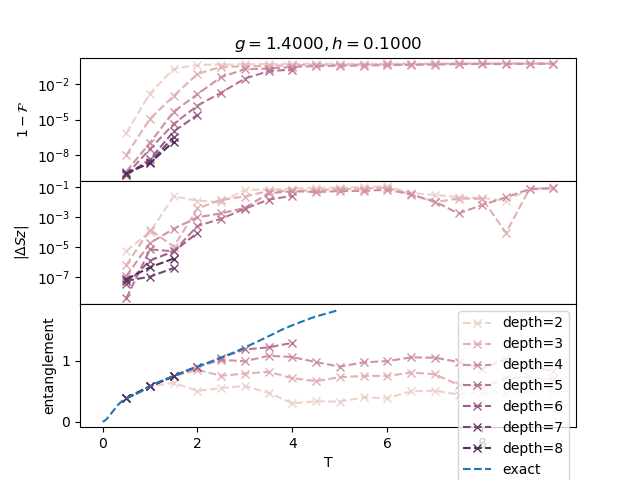 g = 1.4000, h = 0.1000
1 − 𝓕
10⁻²
10⁻⁵
10⁻⁸
|ΔSz|
10⁻¹
10⁻³
10⁻⁵
10⁻⁷
entanglement
1
0
0 2 4 6 8
T
depth=2
depth=3
depth=4
depth=5
depth=6
depth=7
depth=8
exact